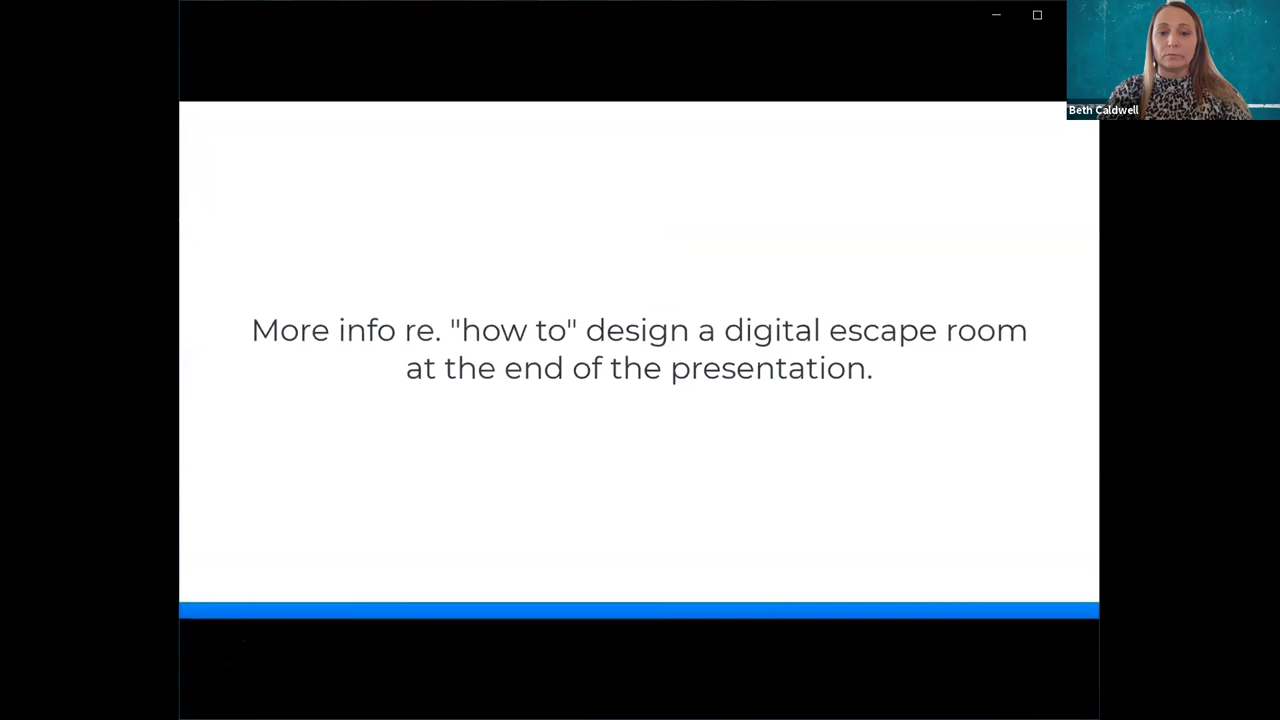 Beth Caldwell
More info re. "how to" design a digital escape room
at the end of the presentation.